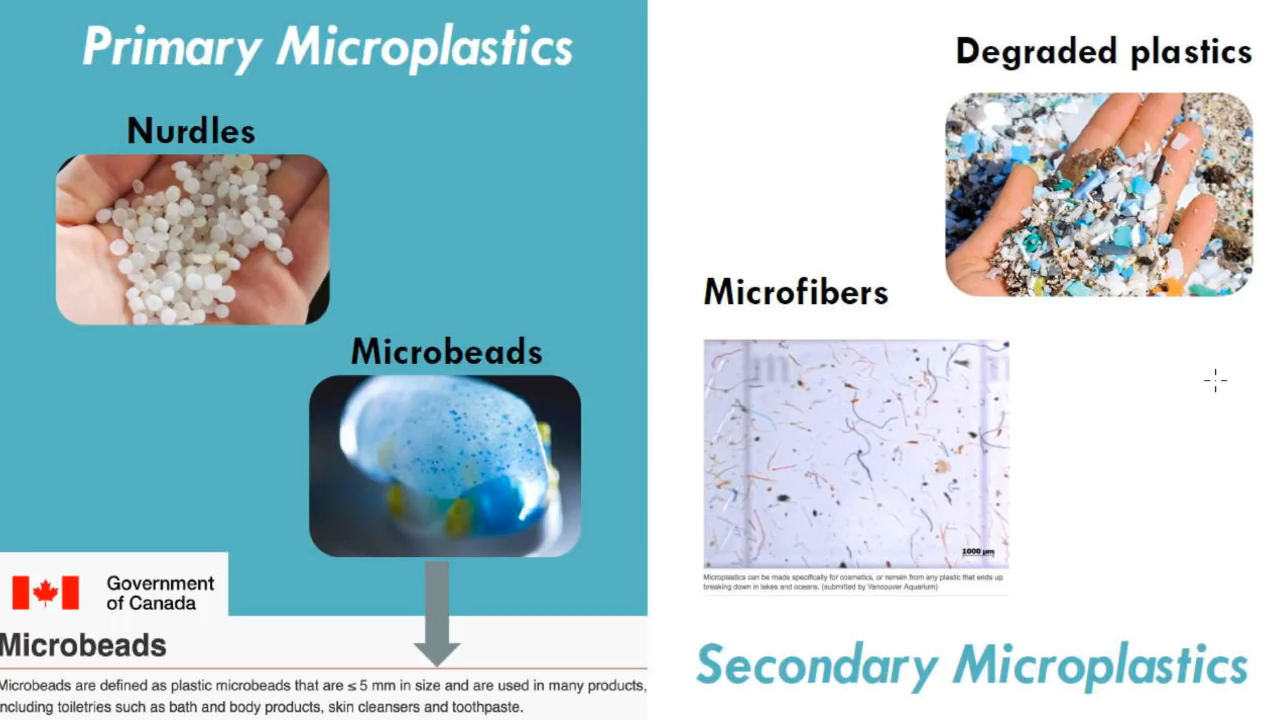 Primary Microplastics
Nurdles
Microbeads
Government
of Canada
Microbeads
Microbeads are defined as plastic microbeads that are ≤ 5 mm in size and are used in many products,
including toiletries such as bath and body products, skin cleansers and toothpaste.
Degraded plastics
Microfibers
1000 µm
Microplastics can be made specifically for cosmetics, or remain from any plastic that ends up
breaking down in lakes and oceans. (submitted by Vancouver Aquarium)
Secondary Microplastics